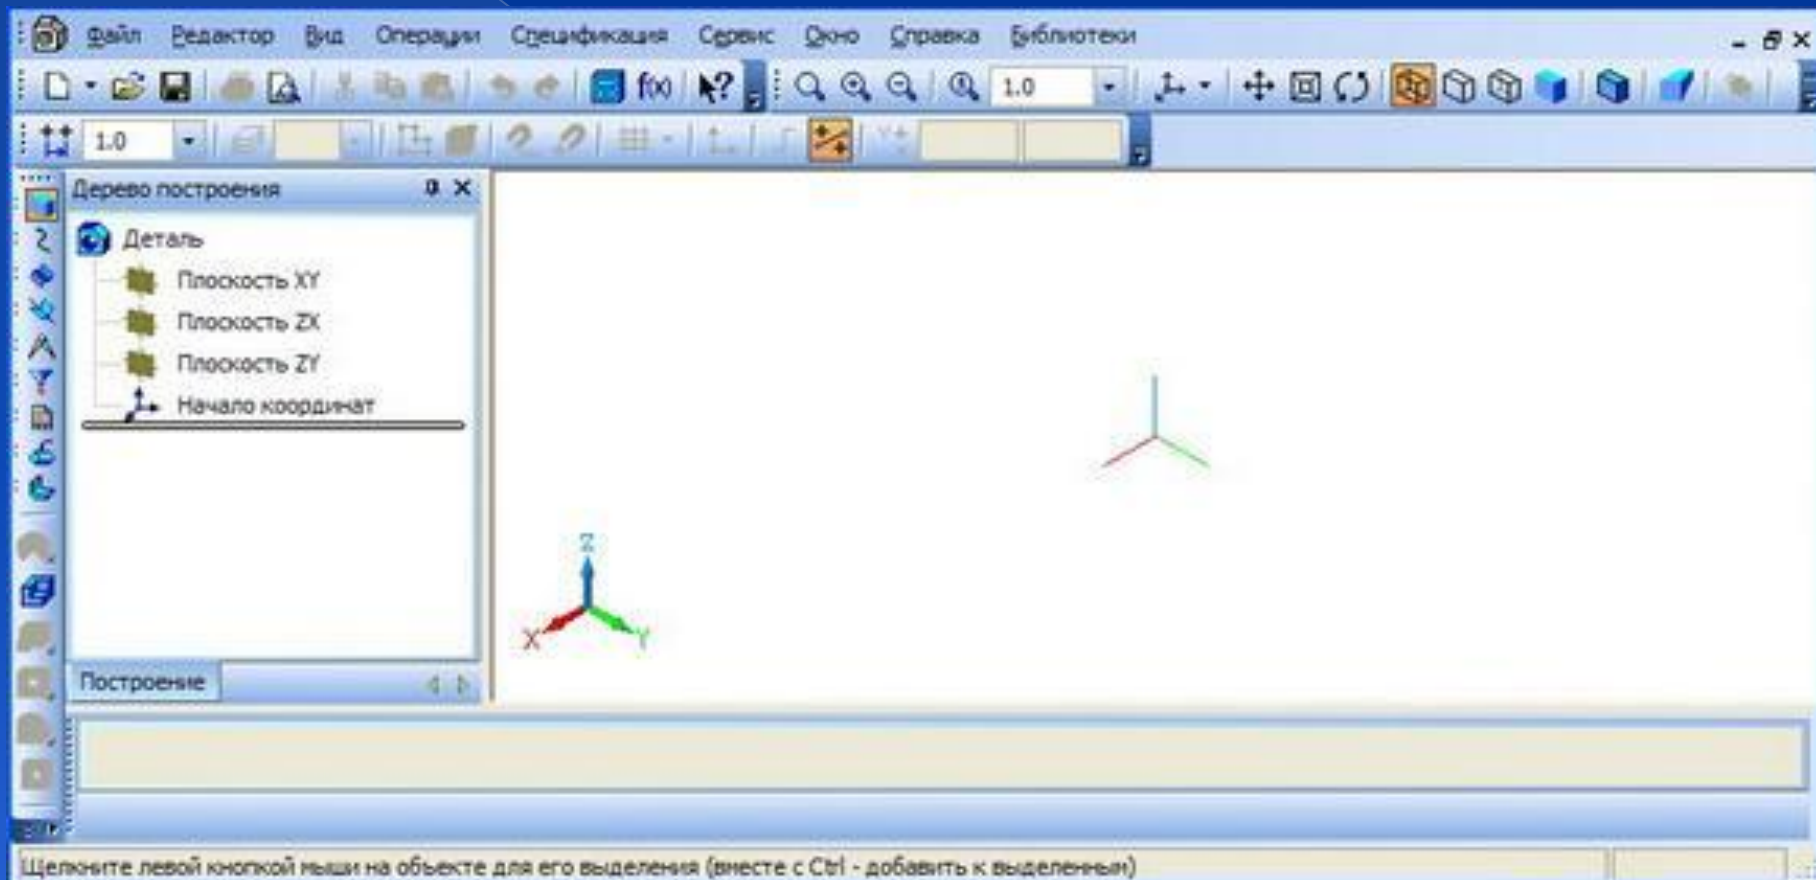 Файл Редактор Вид Операции Спецификация Сервис Окно Справка Библиотеки
f(x) ? 1.0
1.0
Дерево построения
Деталь
Плоскость XY
Плоскость ZX
Плоскость ZY
Начало координат
Z
X Y
Построение
Щелкните левой кнопкой мыши на объекте для его выделения (вместе с Ctrl - добавить к выделенным)